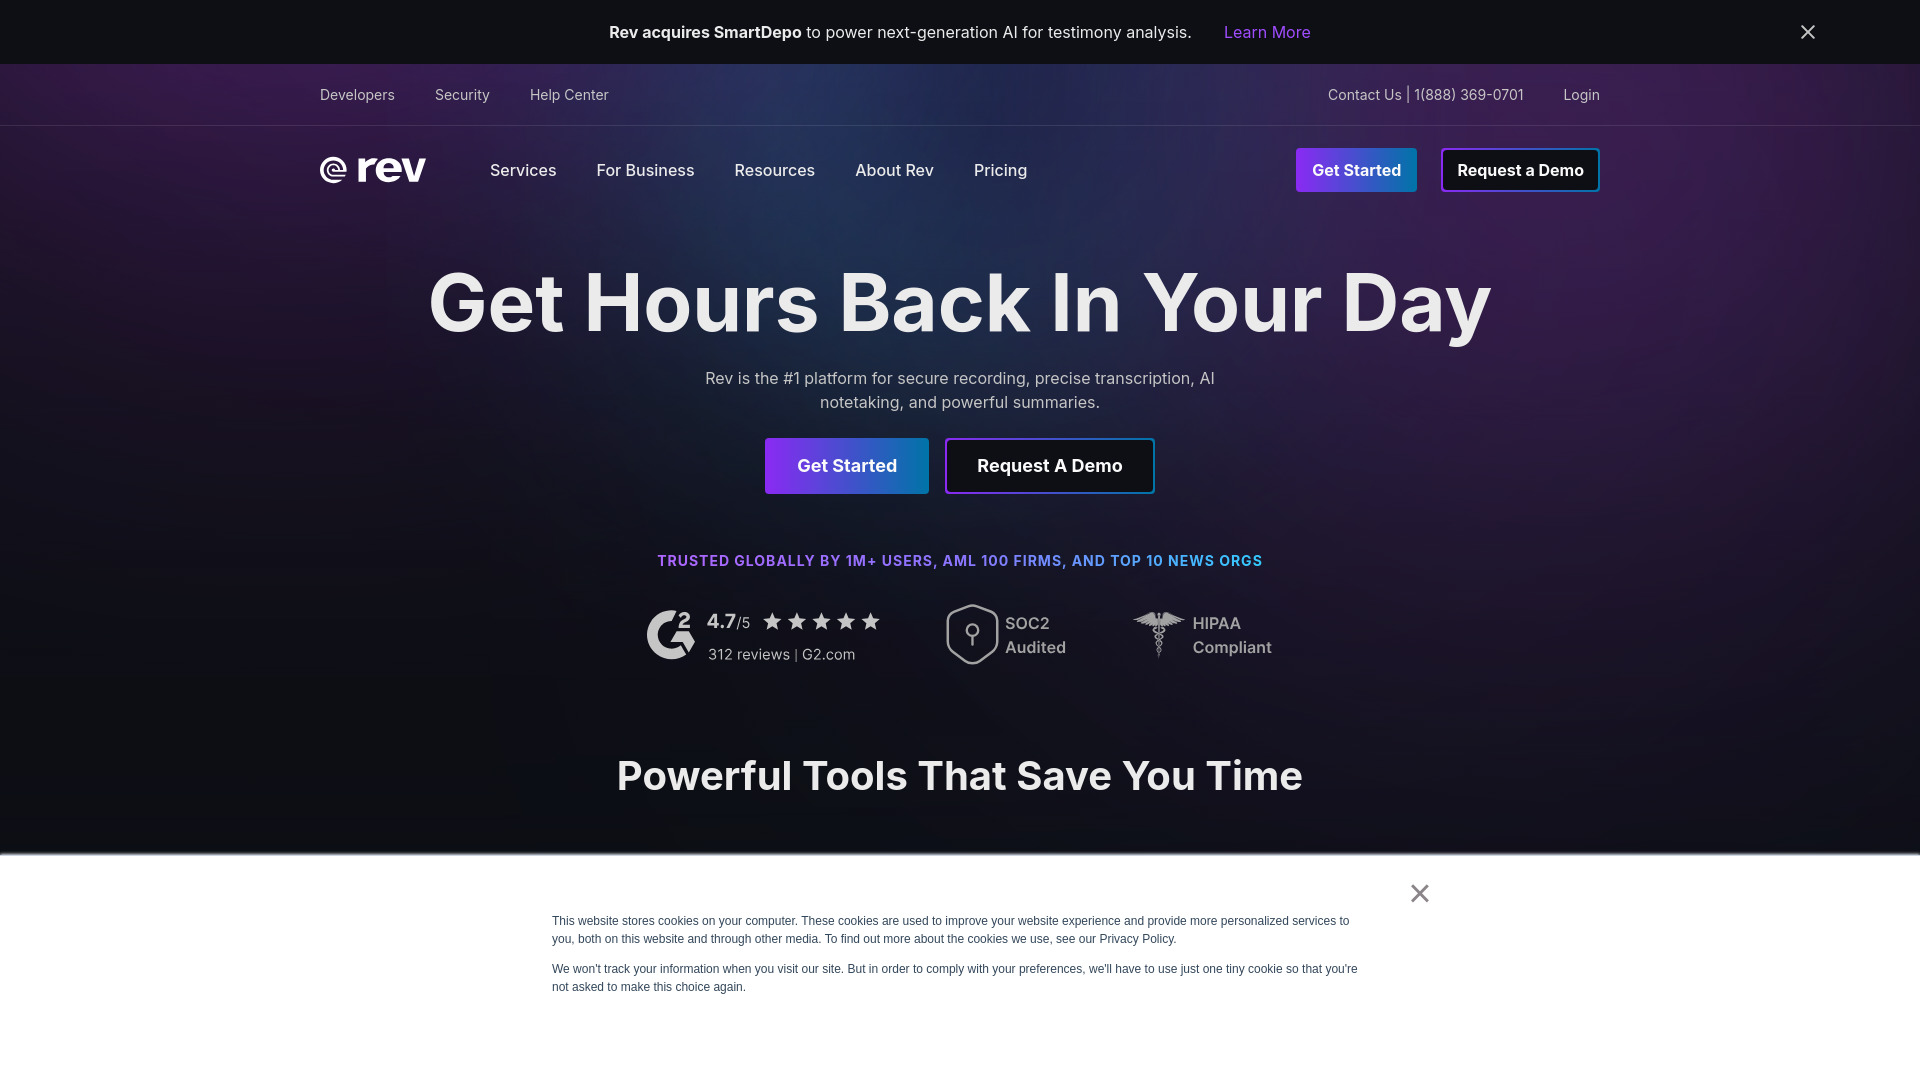 Rev acquires SmartDepo to power next-generation AI for testimony analysis. Learn More
Developers Security Help Center Contact Us | 1(888) 369-0701 Login
rev Services For Business Resources About Rev Pricing Get Started Request a Demo
Get Hours Back In Your Day
Rev is the #1 platform for secure recording, precise transcription, AI
notetaking, and powerful summaries.
Get Started Request A Demo
TRUSTED GLOBALLY BY 1M+ USERS, AML 100 FIRMS, AND TOP 10 NEWS ORGS
G2 4.7/5
312 reviews | G2.com
SOC2
Audited
HIPAA
Compliant
Powerful Tools That Save You Time
This website stores cookies on your computer. These cookies are used to improve your website experience and provide more personalized services to
you, both on this website and through other media. To find out more about the cookies we use, see our Privacy Policy.
We won't track your information when you visit our site. But in order to comply with your preferences, we'll have to use just one tiny cookie so that you're
not asked to make this choice again.